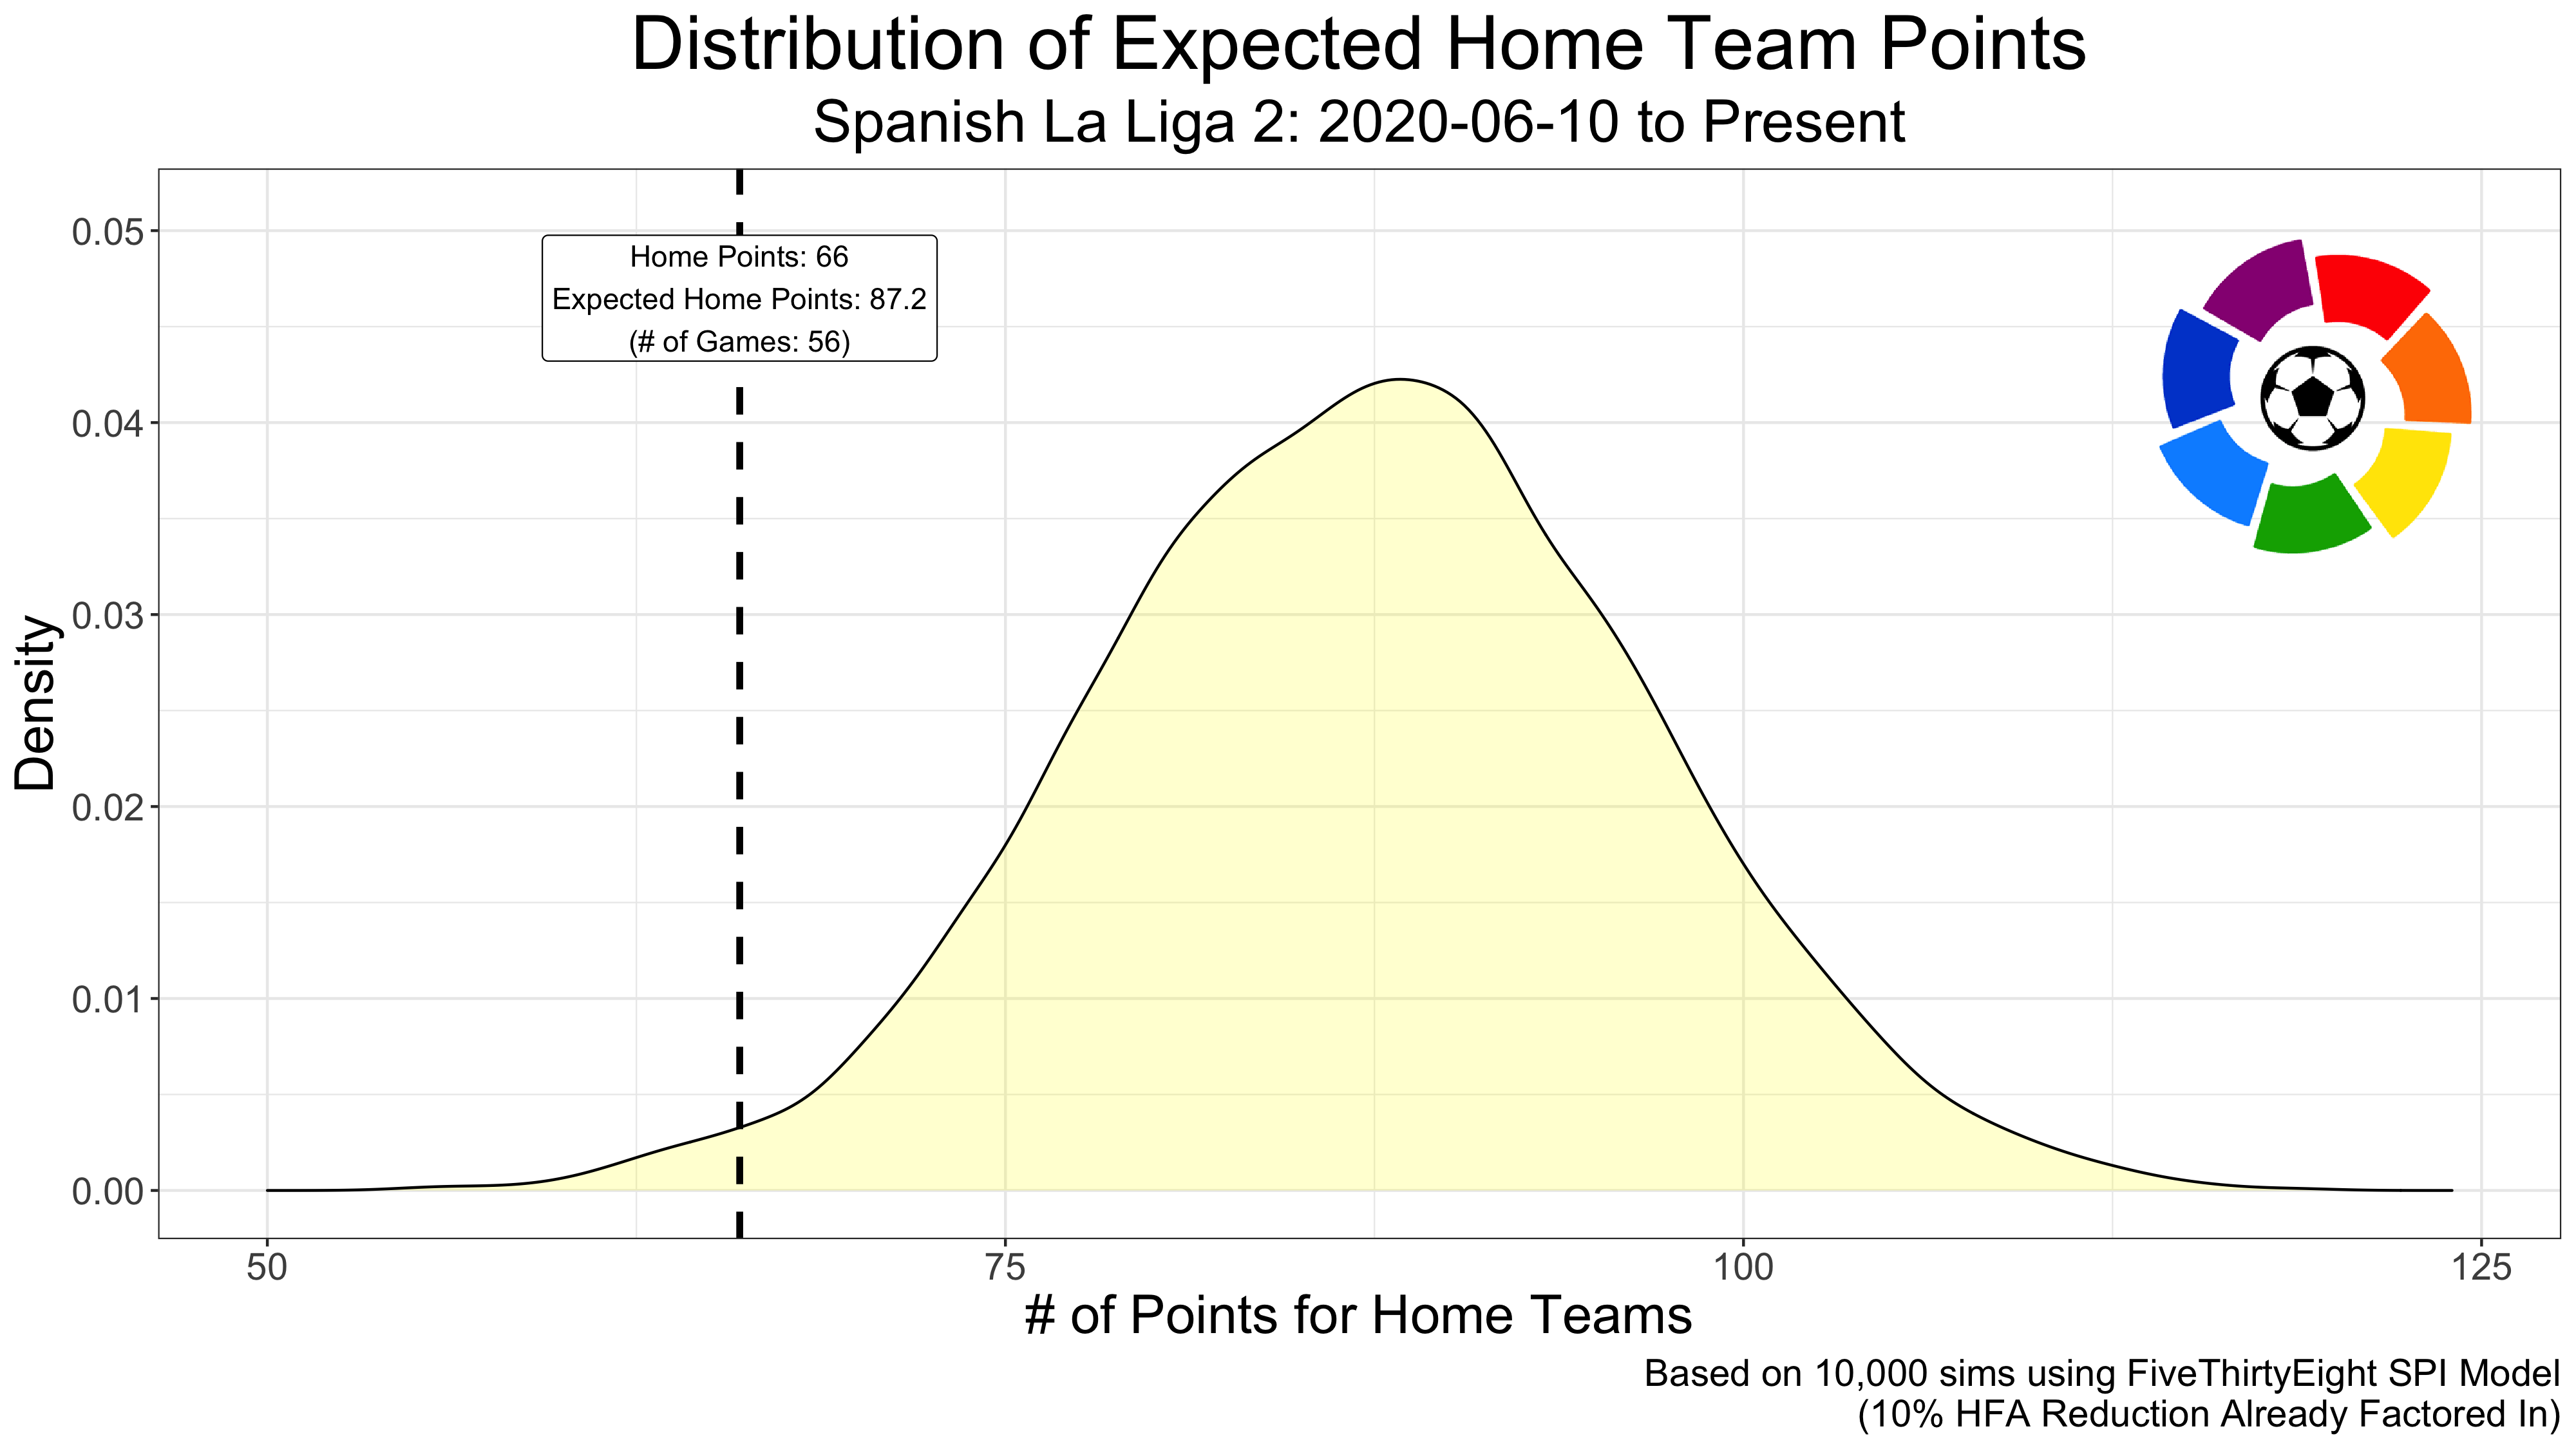 Distribution of Expected Home Team Points
Spanish La Liga 2: 2020-06-10 to Present
Home Points: 66
Expected Home Points: 87.2
(# of Games: 56)
Density
0.05
0.04
0.03
0.02
0.01
0.00
50 75 100 125
# of Points for Home Teams
Based on 10,000 sims using FiveThirtyEight SPI Model
(10% HFA Reduction Already Factored In)